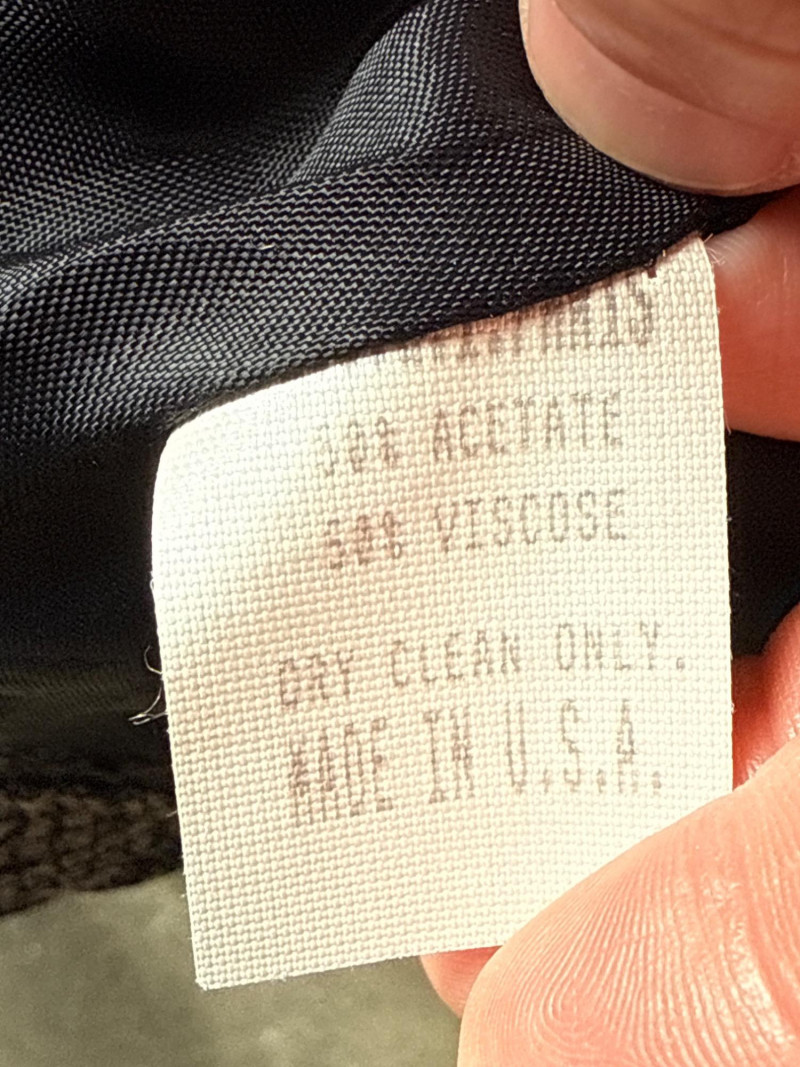 ACETATE
50% VISCOSE
DRY CLEAN ONLY.
MADE IN U.S.A.